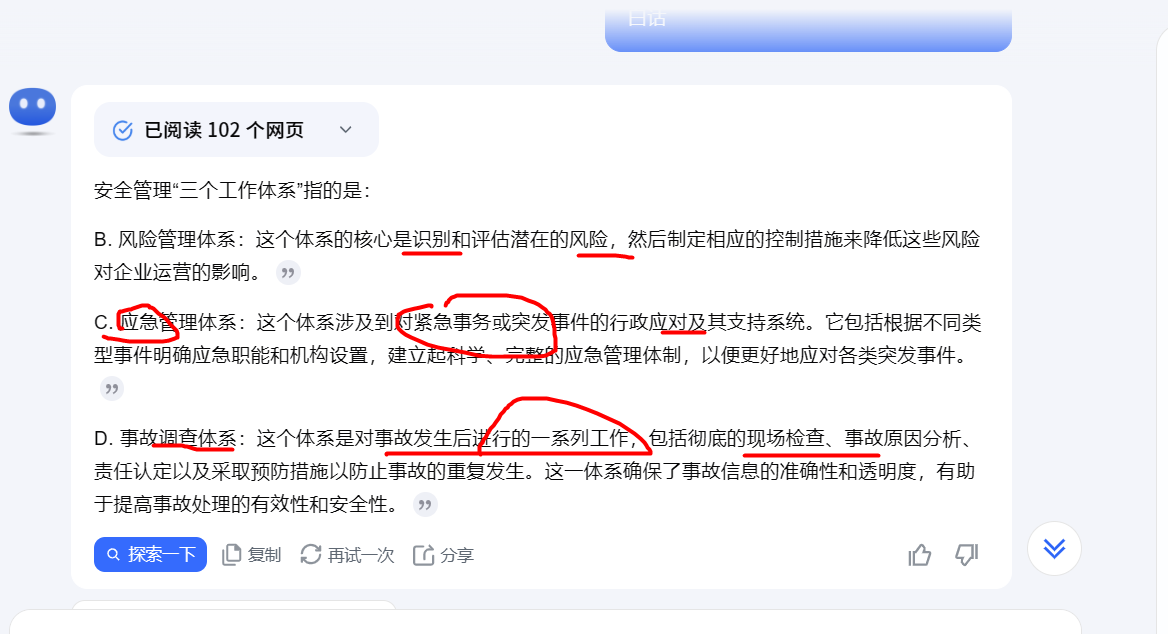 白话
已阅读 102 个网页
安全管理“三个工作体系”指的是：
B. 风险管理体系：这个体系的核心是识别和评估潜在的风险，然后制定相应的控制措施来降低这些风险
对企业运营的影响。
C. 应急管理体系：这个体系涉及到对紧急事务或突发事件的行政应对及其支持系统。它包括根据不同类
型事件明确应急职能和机构设置，建立起科学、完整的应急管理体制，以便更好地应对各类突发事件。
D. 事故调查体系：这个体系是对事故发生后进行的一系列工作，包括彻底的现场检查、事故原因分析、
责任认定以及采取预防措施以防止事故的重复发生。这一体系确保了事故信息的准确性和透明度，有助
于提高事故处理的有效性和安全性。
探索一下 复制 再试一次 分享